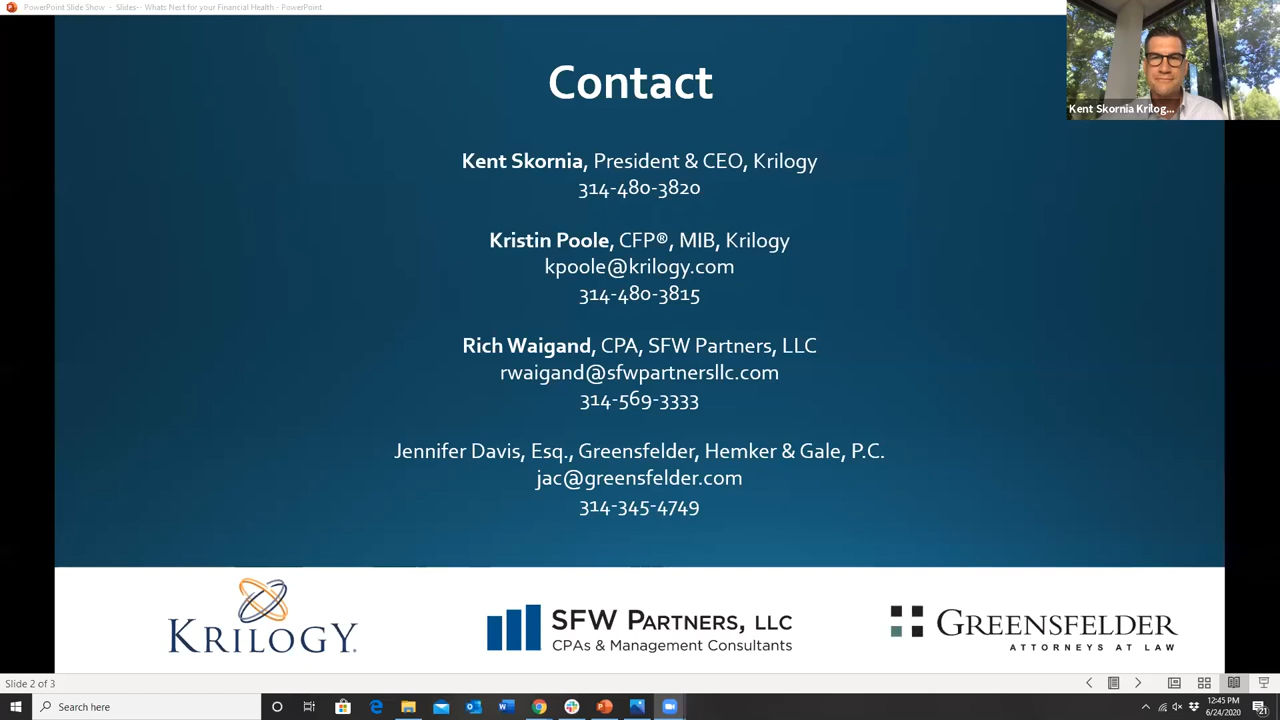 PowerPoint Slide Show - Slides-- Whats Next for your Financial Health - PowerPoint
Kent Skornia Krilog...
Contact
Kent Skornia, President & CEO, Krilogy
314-480-3820
Kristin Poole, CFP®, MIB, Krilogy
kpoole@krilogy.com
314-480-3815
Rich Waigand, CPA, SFW Partners, LLC
rwaigand@sfwpartnersllc.com
314-569-3333
Jennifer Davis, Esq., Greensfelder, Hemker & Gale, P.C.
jac@greensfelder.com
314-345-4749
KRILOGY®
SFW PARTNERS, LLC
CPAs & Management Consultants
GREENSFELDER
ATTORNEYS AT LAW
Slide 2 of 3
Search here
12:45 PM
6/24/2020
21